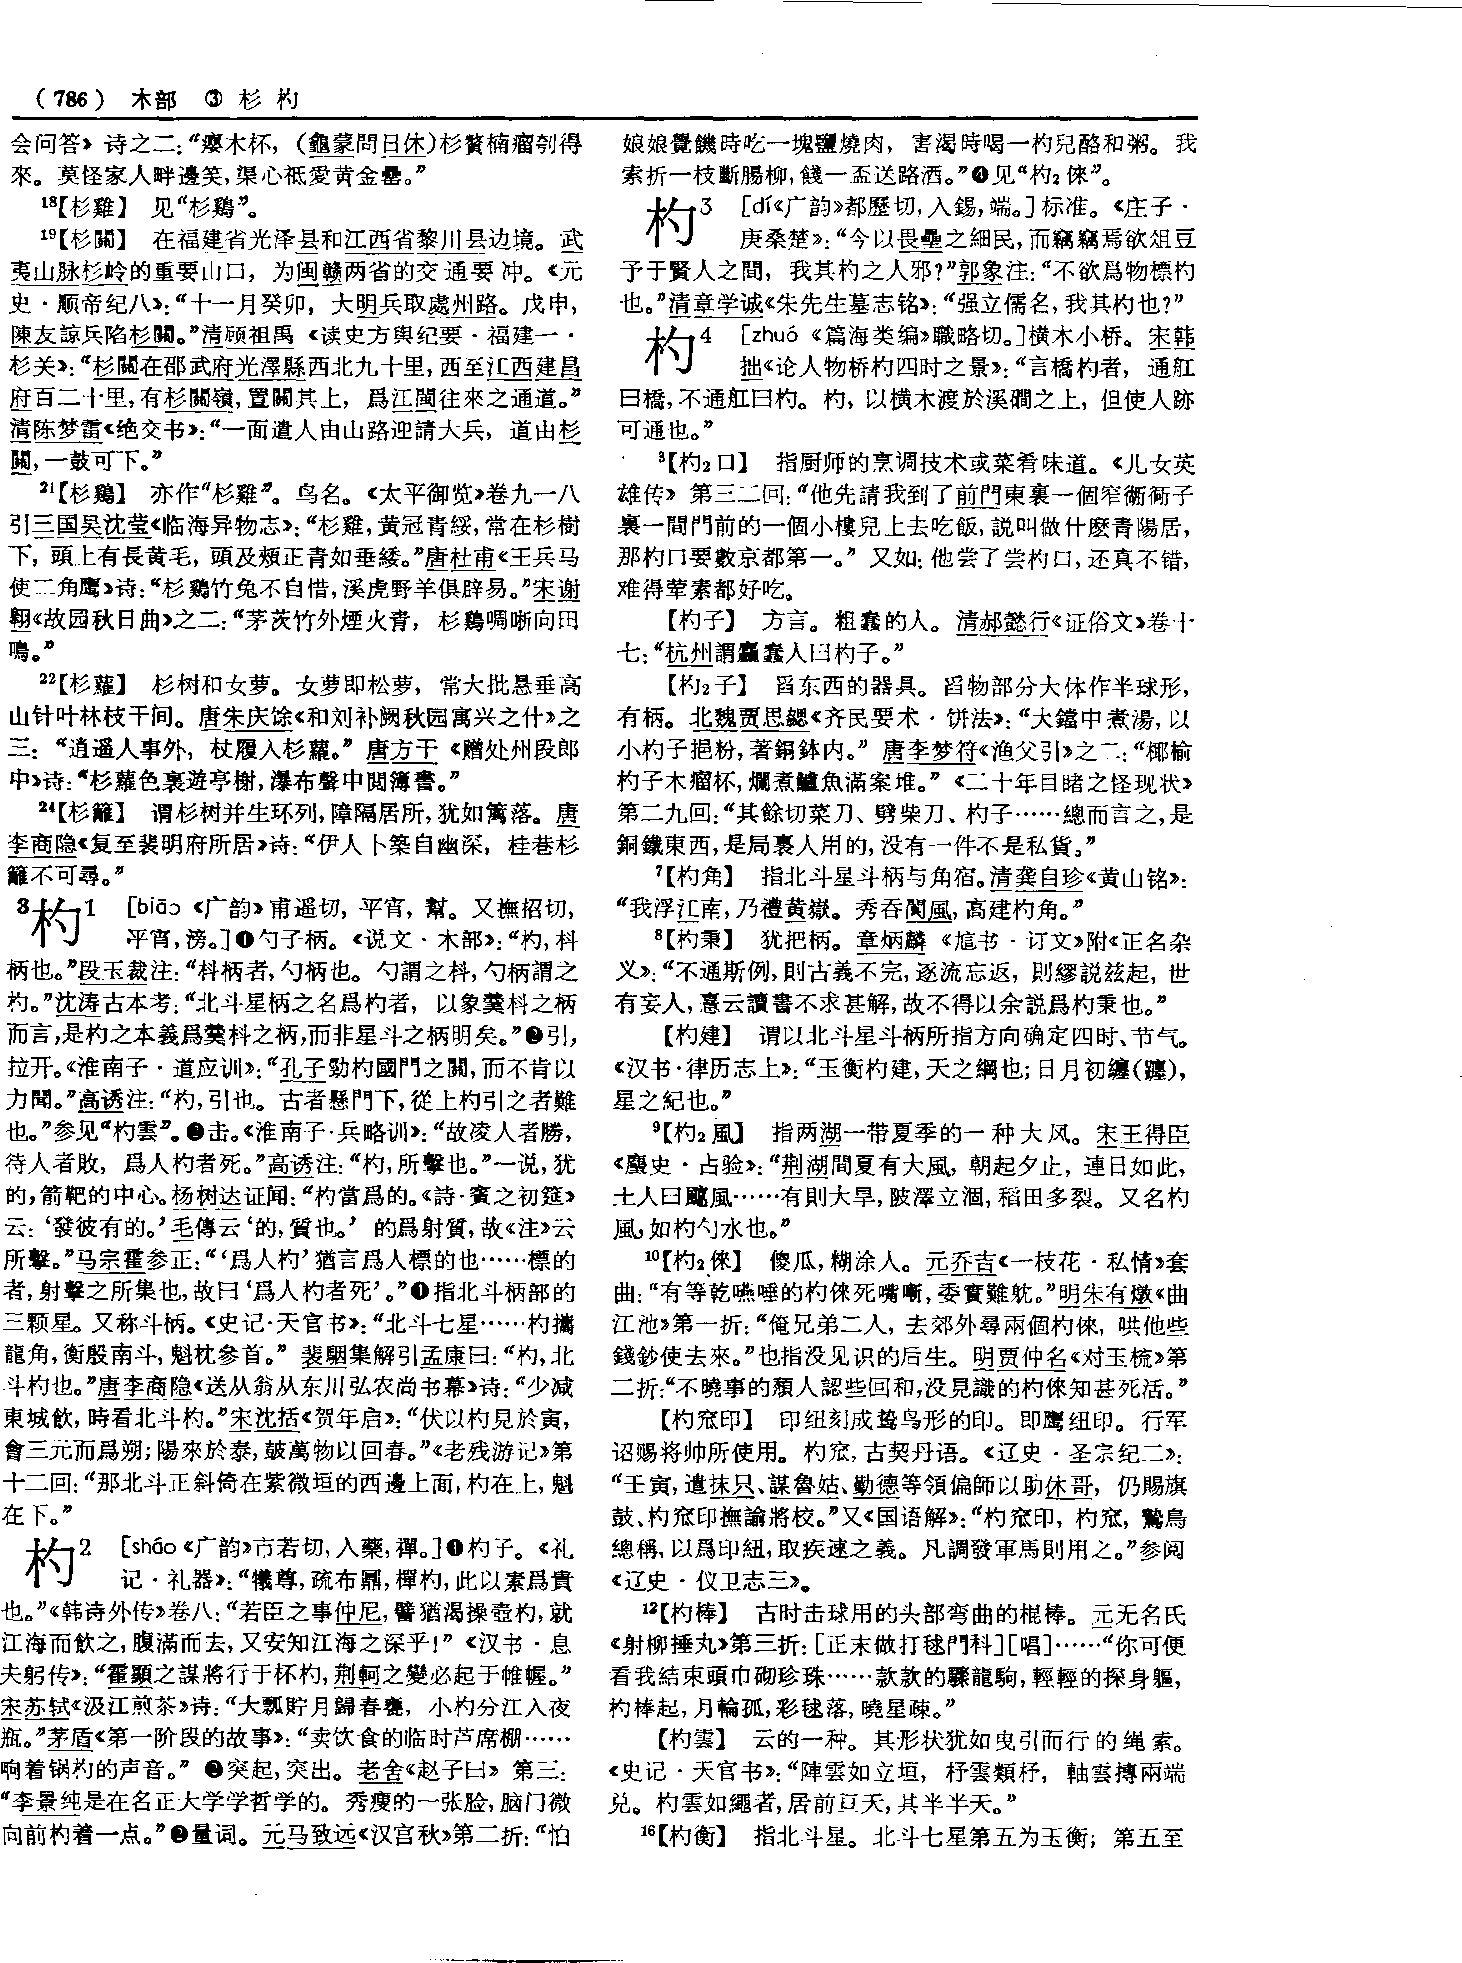 （786） 木部 ③ 杉 杓
会问答》诗之二：“癭木杯，（龜蒙問日休）杉贅楠瘤刳得
來。莫怪家人畔邊笑，渠心祇愛黄金罍。”
18【杉雞】 见“杉鷄”。
19【杉關】 在福建省光泽县和江西省黎川县边境。武
夷山脉杉岭的重要山口，为闽赣两省的交通要冲。《元
史·顺帝纪八》：“十一月癸卯，大明兵取處州路。戊申，
陳友諒兵陷杉關。”清顾祖禹《读史方舆纪要·福建一·
杉关》：“杉關在邵武府光澤縣西北九十里，西至江西建昌
府百二十里，有杉關嶺，置關其上，爲江閩往來之通道。”
清陈梦雷《绝交书》：“一面遣人由山路迎請大兵，道由杉
關，一鼓可下。”
21【杉鷄】 亦作“杉雞”。鸟名。《太平御览》卷九一八
引三国吴沈莹《临海异物志》：“杉雞，黄冠青綏，常在杉樹
下，頭上有長黄毛，頭及頰正青如垂緌。”唐杜甫《王兵马
使二角鹰》诗：“杉鷄竹兔不自惜，溪虎野羊俱辟易。”宋谢
翱《故园秋日曲》之二：“茅茨竹外煙火青，杉鷄啁哳向田
鳴。”
22【杉蘿】 杉树和女萝。女萝即松萝，常大批悬垂高
山针叶林枝干间。唐朱庆馀《和刘补阙秋园寓兴之什》之
三：“逍遥人事外，杖履入杉蘿。”唐方干《赠处州段郎
中》诗：“杉蘿色裏遊亭榭，瀑布聲中閲簿書。”
24【杉籬】 谓杉树并生环列，障隔居所，犹如篱落。唐
李商隐《复至裴明府所居》诗：“伊人卜築自幽深，桂巷杉
籬不可尋。”
3杓1 ［biāo《广韵》甫遥切，平宵，幫。又撫招切，
平宵，滂。］❶勺子柄。《说文·木部》：“杓，枓
柄也。”段玉裁注：“枓柄者，勺柄也。勺謂之枓，勺柄謂之
杓。”沈涛古本考：“北斗星柄之名爲杓者，以象羹枓之柄
而言，是杓之本義爲羹枓之柄，而非星斗之柄明矣。”❷引，
拉开。《淮南子·道应训》：“孔子勁杓國門之關，而不肯以
力聞。”高诱注：“杓，引也。古者懸門下，從上杓引之者難
也。”参见“杓雲”。❸击。《淮南子·兵略训》：“故凌人者勝，
待人者敗，爲人杓者死。”高诱注：“杓，所擊也。”一说，犹
的，箭靶的中心。杨树达证闻：“杓當爲的。《詩·賓之初筵》
云：‘發彼有的。’毛傳云‘的，質也。’的爲射質，故《注》云
所擊。”马宗霍参正：“‘爲人杓’猶言爲人標的也……標的
者，射擊之所集也，故曰‘爲人杓者死’。”❹指北斗柄部的
三颗星。又称斗柄。《史记·天官书》：“北斗七星……杓攜
龍角，衡殷南斗，魁枕參首。”裴駰集解引孟康曰：“杓，北
斗杓也。”唐李商隐《送从翁从东川弘农尚书幕》诗：“少减
東城飲，時看北斗杓。”宋沈括《贺年启》：“伏以杓見於寅，
會三元而爲朔；陽來於泰，皷萬物以回春。”《老残游记》第
十二回：“那北斗正斜倚在紫微垣的西邊上面，杓在上，魁
在下。”
杓2 ［sháo《广韵》市若切，入藥，禪。］❶杓子。《礼
记·礼器》：“犧尊，疏布鼏，樿杓，此以素爲貴
也。”《韩诗外传》卷八：“若臣之事仲尼，譬猶渴操壺杓，就
江海而飲之，腹滿而去，又安知江海之深乎！”《汉书·息
夫躬传》：“霍顯之謀將行于杯杓，荆軻之變必起于帷幄。”
宋苏轼《汲江煎茶》诗：“大瓢貯月歸春甕，小杓分江入夜
瓶。”茅盾《第一阶段的故事》：“卖饮食的临时芦席棚……
响着锅杓的声音。”❷突起，突出。老舍《赵子曰》第三：
“李景纯是在名正大学学哲学的。秀瘦的一张脸，脑门微
向前杓着一点。”❸量词。元马致远《汉宫秋》第二折：“怕
娘娘覺饑時吃一塊鹽燒肉，害渴時喝一杓兒酪和粥。我
索折一枝斷腸柳，餞一盃送路酒。”❹见“杓2俫”。
杓3 ［dí《广韵》都歷切，入錫，端。］标准。《庄子·
庚桑楚》：“今以畏壘之細民，而竊竊焉欲俎豆
予于賢人之間，我其杓之人邪？”郭象注：“不欲爲物標杓
也。”清章学诚《朱先生墓志铭》：“强立儒名，我其杓也？”
杓4 ［zhuó《篇海类编》職略切。］横木小桥。宋韩
拙《论人物桥杓四时之景》：“言橋杓者，通舡
曰橋，不通舡曰杓。杓，以横木渡於溪磵之上，但使人跡
可通也。”
3【杓2口】 指厨师的烹调技术或菜肴味道。《儿女英
雄传》第三二回：“他先請我到了前門東裏一個窄衚衕子
裏一間門前的一個小樓兒上去吃飯，説叫做什麽青陽居，
那杓口要數京都第一。”又如：他尝了尝杓口，还真不错，
难得荤素都好吃。
【杓子】 方言。粗蠢的人。清郝懿行《证俗文》卷十
七：“杭州謂麤蠢人曰杓子。”
【杓2子】 舀东西的器具。舀物部分大体作半球形，
有柄。北魏贾思勰《齐民要术·饼法》：“大鐺中煮湯，以
小杓子挹粉，著銅鉢内。”唐李梦符《渔父引》之二：“椰榆
杓子木瘤杯，爛煮鱸魚滿案堆。”《二十年目睹之怪现状》
第二九回：“其餘切菜刀、劈柴刀、杓子……總而言之，是
銅鐵東西，是局裏人用的，没有一件不是私貨。”
7【杓角】 指北斗星斗柄与角宿。清龚自珍《黄山铭》：
“我浮江南，乃禮黄嶽。秀吞閬風，高建杓角。”
8【杓秉】 犹把柄。章炳麟《訄书·订文》附《正名杂
义》：“不通斯例，則古義不完，逐流忘返，則繆説兹起，世
有妄人，憙云讀書不求甚解，故不得以余説爲杓秉也。”
【杓建】 谓以北斗星斗柄所指方向确定四时、节气。
《汉书·律历志上》：“玉衡杓建，天之綱也；日月初纏（躔），
星之紀也。”
9【杓2風】 指两湖一带夏季的一种大风。宋王得臣
《麈史·占验》：“荆湖間夏有大風，朝起夕止，連日如此，
土人曰飇風……有則大旱，陂澤立涸，稻田多裂。又名杓
風，如杓勺水也。”
10【杓2俫】 傻瓜，糊涂人。元乔吉《一枝花·私情》套
曲：“有等乾嚥唾的杓俫死嘴噺，委實難躭。”明朱有燉《曲
江池》第一折：“俺兄弟二人，去郊外尋兩個杓俫，哄他些
錢鈔使去來。”也指没见识的后生。明贾仲名《对玉梳》第
二折：“不曉事的頹人認些回和，没見識的杓俫知甚死活。”
【杓窊印】 印纽刻成鸷鸟形的印。即鹰纽印。行军
诏赐将帅所使用。杓窊，古契丹语。《辽史·圣宗纪二》：
“壬寅，遣抹只、謀魯姑、勤德等領偏師以助休哥，仍賜旗
鼓、杓窊印撫諭將校。”又《国语解》：“杓窊印，杓窊，鷙鳥
總稱，以爲印紐，取疾速之義。凡調發軍馬則用之。”参阅
《辽史·仪卫志三》。
12【杓棒】 古时击球用的头部弯曲的棍棒。元无名氏
《射柳捶丸》第三折：［正末做打毬門科］［唱］……“你可便
看我結束頭巾砌珍珠……款款的驟龍駒，輕輕的探身軀，
杓棒起，月輪孤，彩毬落，曉星疎。”
【杓雲】 云的一种。其形状犹如曳引而行的绳索。
《史记·天官书》：“陣雲如立垣，杼雲類杼，軸雲摶兩端
兑。杓雲如繩者，居前亘天，其半半天。”
16【杓衡】 指北斗星。北斗七星第五为玉衡；第五至